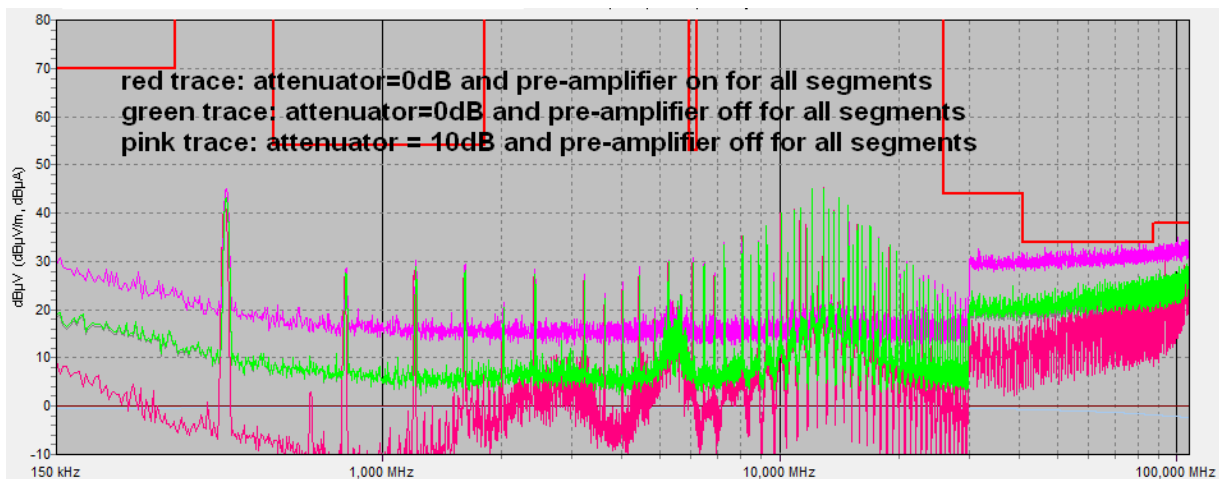 80
70
red trace: attenuator=0dB and pre-amplifier on for all segments
green trace: attenuator=0dB and pre-amplifier off for all segments
60
pink trace: attenuator = 10dB and pre-amplifier off for all segments
50
40
30
20
10
0
-10
dBµV (dBµV/m, dBµA)
150 kHz
1,000 MHz
10,000 MHz
100,000 MHz